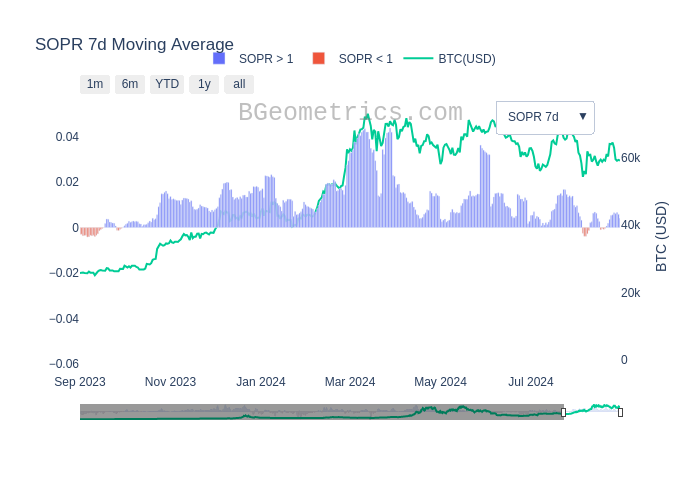 SOPR 7d Moving Average
SOPR > 1
SOPR < 1
BTC(USD)
1m
6m
YTD
1y
all
BGeometrics.com
SOPR 7d ▼
0.04
0.02
0
−0.02
−0.04
−0.06
60k
40k
20k
0
BTC (USD)
Sep 2023
Nov 2023
Jan 2024
Mar 2024
May 2024
Jul 2024